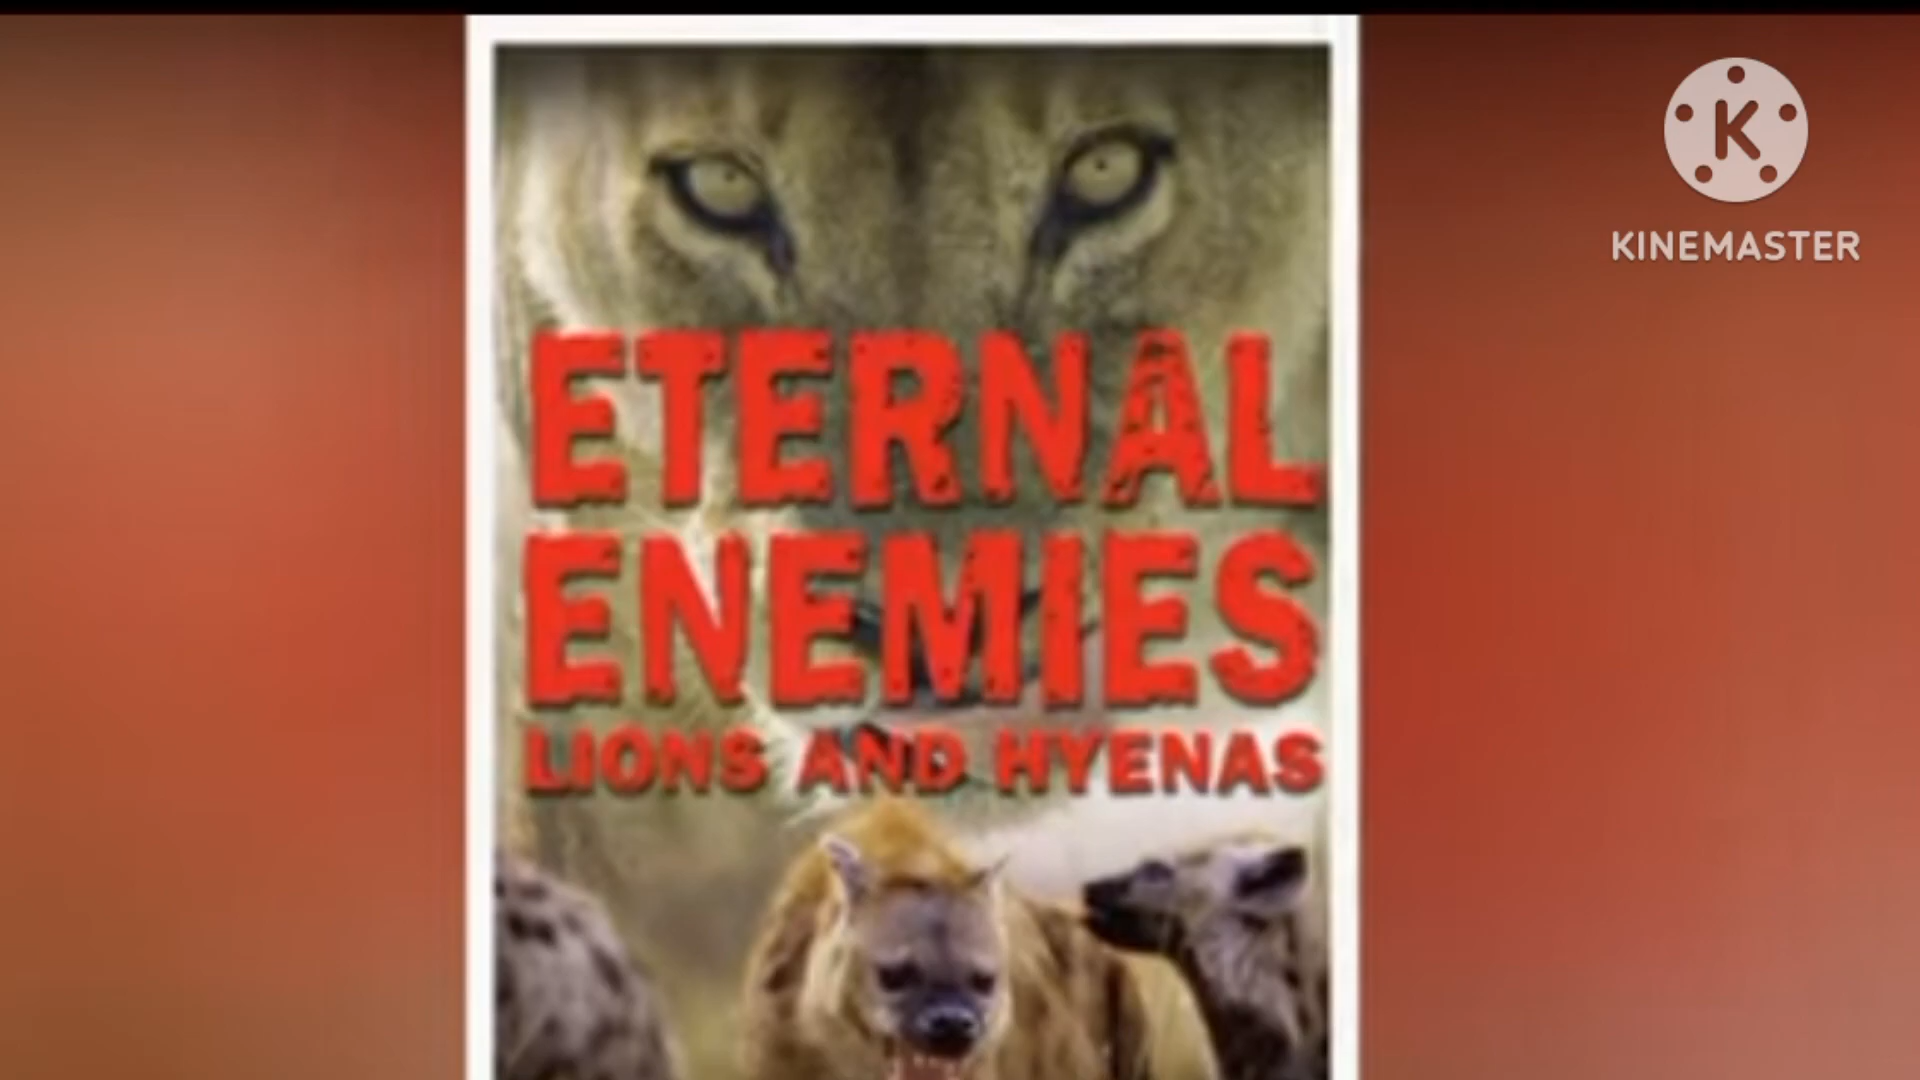 ETERNAL
ENEMIES
LIONS AND HYENAS
K
KINEMASTER